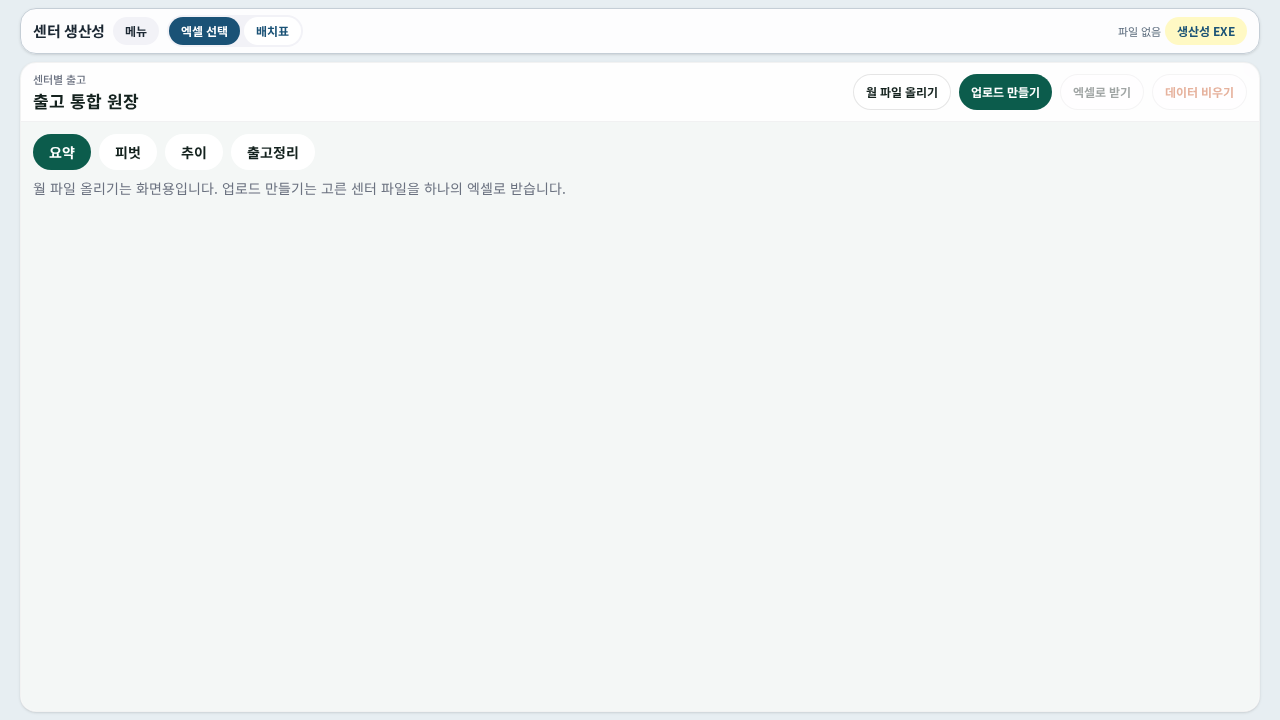 센터 생산성 메뉴 엑셀 선택 배치표 파일 없음 생산성 EXE
센터별 출고
출고 통합 원장 월 파일 올리기 업로드 만들기 엑셀로 받기 데이터 비우기
요약 피벗 추이 출고정리
월 파일 올리기는 화면용입니다. 업로드 만들기는 고른 센터 파일을 하나의 엑셀로 받습니다.